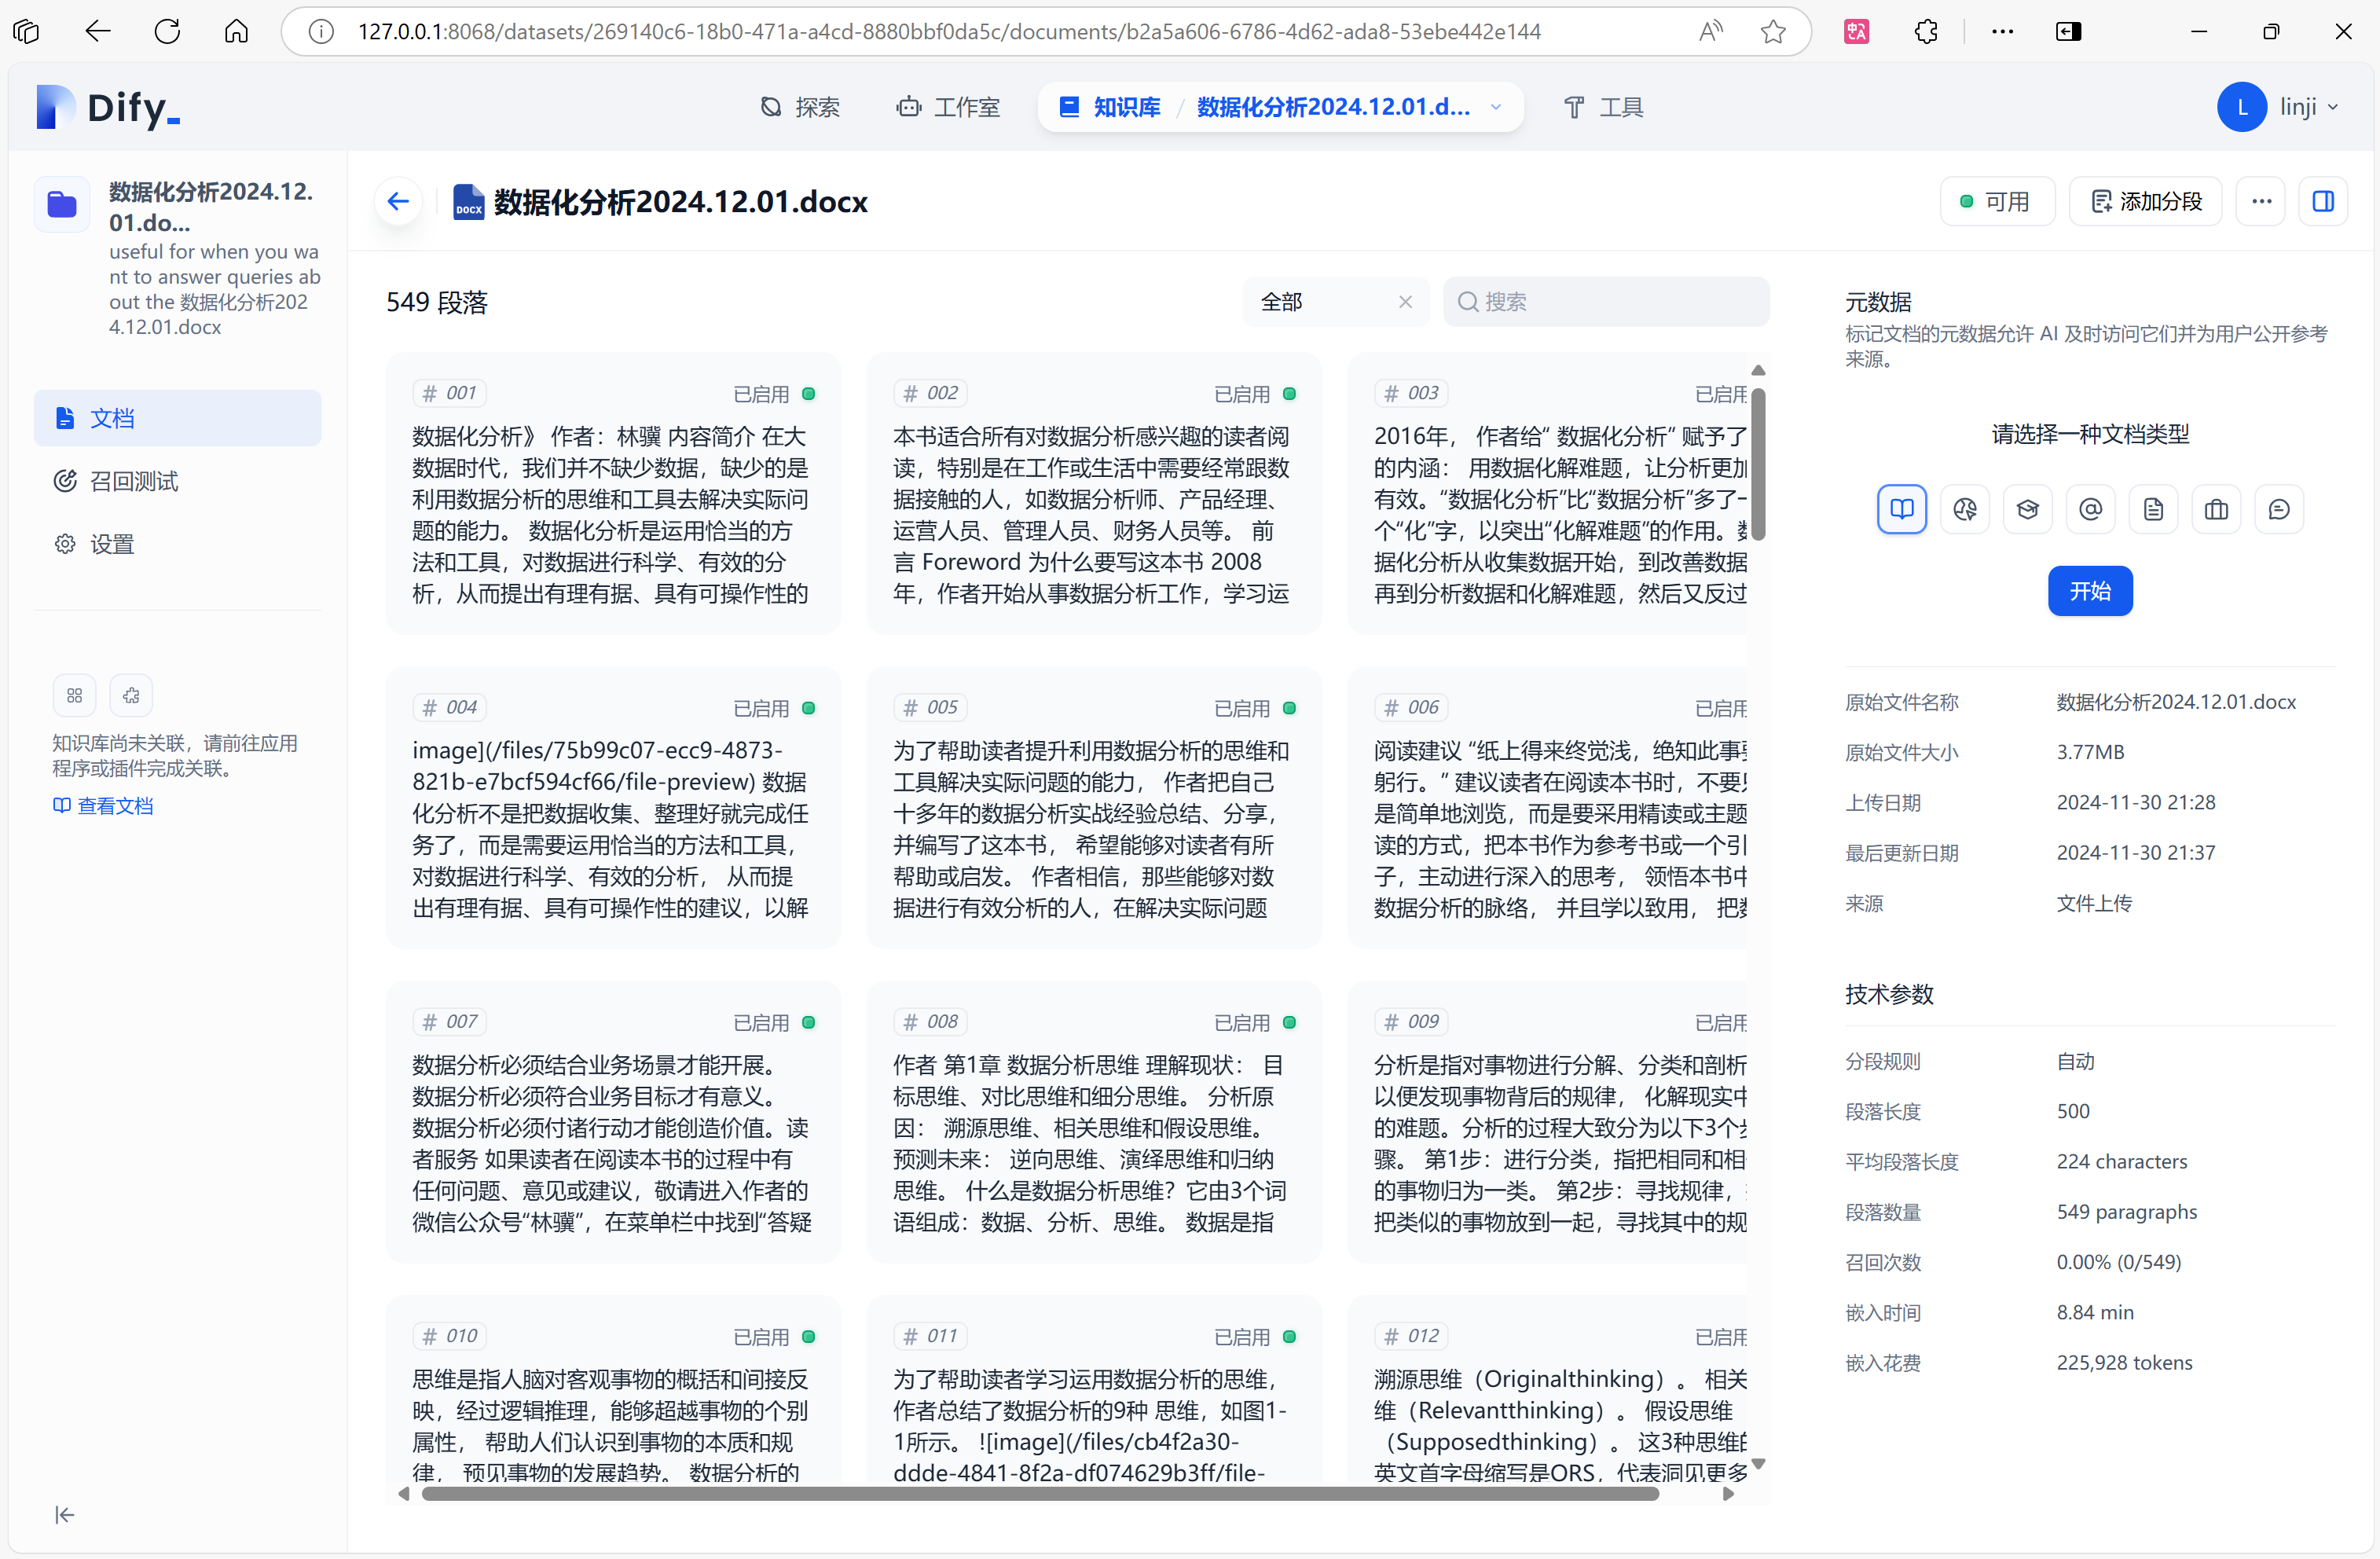 127.0.0.1:8068/datasets/269140c6-18b0-471a-a4cd-8880bbf0da5c/documents/b2a5a606-6786-4d62-ada8-53ebe442e144
Dify_
探索
工作室
知识库 / 数据化分析2024.12.01.d...
工具
L linji
数据化分析2024.12.
01.do...
useful for when you wa
nt to answer queries ab
out the 数据化分析202
4.12.01.docx
文档
召回测试
设置
知识库尚未关联，请前往应用
程序或插件完成关联。
查看文档
DOCX 数据化分析2024.12.01.docx
可用
添加分段
549 段落
全部
搜索
# 001 已启用
数据化分析》 作者：林骥 内容简介 在大
数据时代，我们并不缺少数据，缺少的是
利用数据分析的思维和工具去解决实际问
题的能力。 数据化分析是运用恰当的方
法和工具，对数据进行科学、有效的分
析，从而提出有理有据、具有可操作性的
# 002 已启用
本书适合所有对数据分析感兴趣的读者阅
读，特别是在工作或生活中需要经常跟数
据接触的人，如数据分析师、产品经理、
运营人员、管理人员、财务人员等。 前
言 Foreword 为什么要写这本书 2008
年，作者开始从事数据分析工作，学习运
# 003 已启用
2016年， 作者给“ 数据化分析” 赋予了
的内涵： 用数据化解难题，让分析更加
有效。“数据化分析”比“数据分析”多了一
个“化”字，以突出“化解难题”的作用。数
据化分析从收集数据开始，到改善数据
再到分析数据和化解难题，然后又反过
# 004 已启用
image](/files/75b99c07-ecc9-4873-
821b-e7bcf594cf66/file-preview) 数据
化分析不是把数据收集、整理好就完成任
务了，而是需要运用恰当的方法和工具，
对数据进行科学、有效的分析， 从而提
出有理有据、具有可操作性的建议，以解
# 005 已启用
为了帮助读者提升利用数据分析的思维和
工具解决实际问题的能力， 作者把自己
十多年的数据分析实战经验总结、分享，
并编写了这本书， 希望能够对读者有所
帮助或启发。 作者相信，那些能够对数
据进行有效分析的人，在解决实际问题
# 006 已启用
阅读建议 “纸上得来终觉浅，绝知此事要
躬行。” 建议读者在阅读本书时，不要只
是简单地浏览，而是要采用精读或主题
读的方式，把本书作为参考书或一个引
子，主动进行深入的思考， 领悟本书中
数据分析的脉络， 并且学以致用， 把数
# 007 已启用
数据分析必须结合业务场景才能开展。
数据分析必须符合业务目标才有意义。
数据分析必须付诸行动才能创造价值。读
者服务 如果读者在阅读本书的过程中有
任何问题、意见或建议，敬请进入作者的
微信公众号“林骥”，在菜单栏中找到“答疑
# 008 已启用
作者 第1章 数据分析思维 理解现状： 目
标思维、对比思维和细分思维。 分析原
因： 溯源思维、相关思维和假设思维。
预测未来： 逆向思维、演绎思维和归纳
思维。 什么是数据分析思维？它由3个词
语组成：数据、分析、思维。 数据是指
# 009 已启用
分析是指对事物进行分解、分类和剖析
以便发现事物背后的规律， 化解现实中
的难题。分析的过程大致分为以下3个步
骤。 第1步：进行分类，指把相同和相
的事物归为一类。 第2步：寻找规律，
把类似的事物放到一起，寻找其中的规
# 010 已启用
思维是指人脑对客观事物的概括和间接反
映，经过逻辑推理，能够超越事物的个别
属性， 帮助人们认识到事物的本质和规
律， 预见事物的发展趋势。 数据分析的
# 011 已启用
为了帮助读者学习运用数据分析的思维，
作者总结了数据分析的9种 思维，如图1-
1所示。 ![image](/files/cb4f2a30-
ddde-4841-8f2a-df074629b3ff/file-
# 012 已启用
溯源思维（Originalthinking）。 相关
维（Relevantthinking）。 假设思维
（Supposedthinking）。 这3种思维的
英文首字母缩写是ORS，代表洞见更多
元数据
标记文档的元数据允许 AI 及时访问它们并为用户公开参考
来源。
请选择一种文档类型
开始
原始文件名称 数据化分析2024.12.01.docx
原始文件大小 3.77MB
上传日期 2024-11-30 21:28
最后更新日期 2024-11-30 21:37
来源 文件上传
技术参数
分段规则 自动
段落长度 500
平均段落长度 224 characters
段落数量 549 paragraphs
召回次数 0.00% (0/549)
嵌入时间 8.84 min
嵌入花费 225,928 tokens